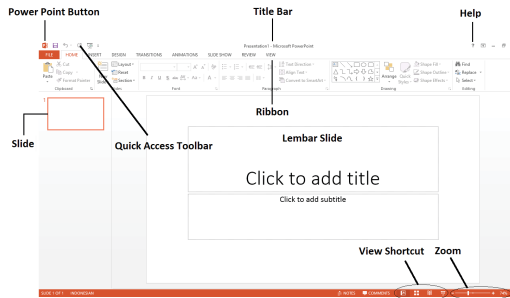 Power Point Button
Title Bar
Help
Presentation1 - Microsoft PowerPoint
FILE HOME INSERT DESIGN TRANSITIONS ANIMATIONS SLIDE SHOW REVIEW VIEW
Paste
Cut
Copy
Format Painter
Clipboard
Layout
Reset
Section
Slides
Font
Text Direction
Align Text
Convert to SmartArt
Paragraph
Arrange
Quick
Styles
Shape Fill
Shape Outline
Shape Effects
Drawing
Find
Replace
Select
Editing
1
Slide
Quick Access Toolbar
Ribbon
Lembar Slide
Click to add title
Click to add subtitle
View Shortcut
Zoom
SLIDE 1 OF 1 INDONESIAN
NOTES COMMENTS